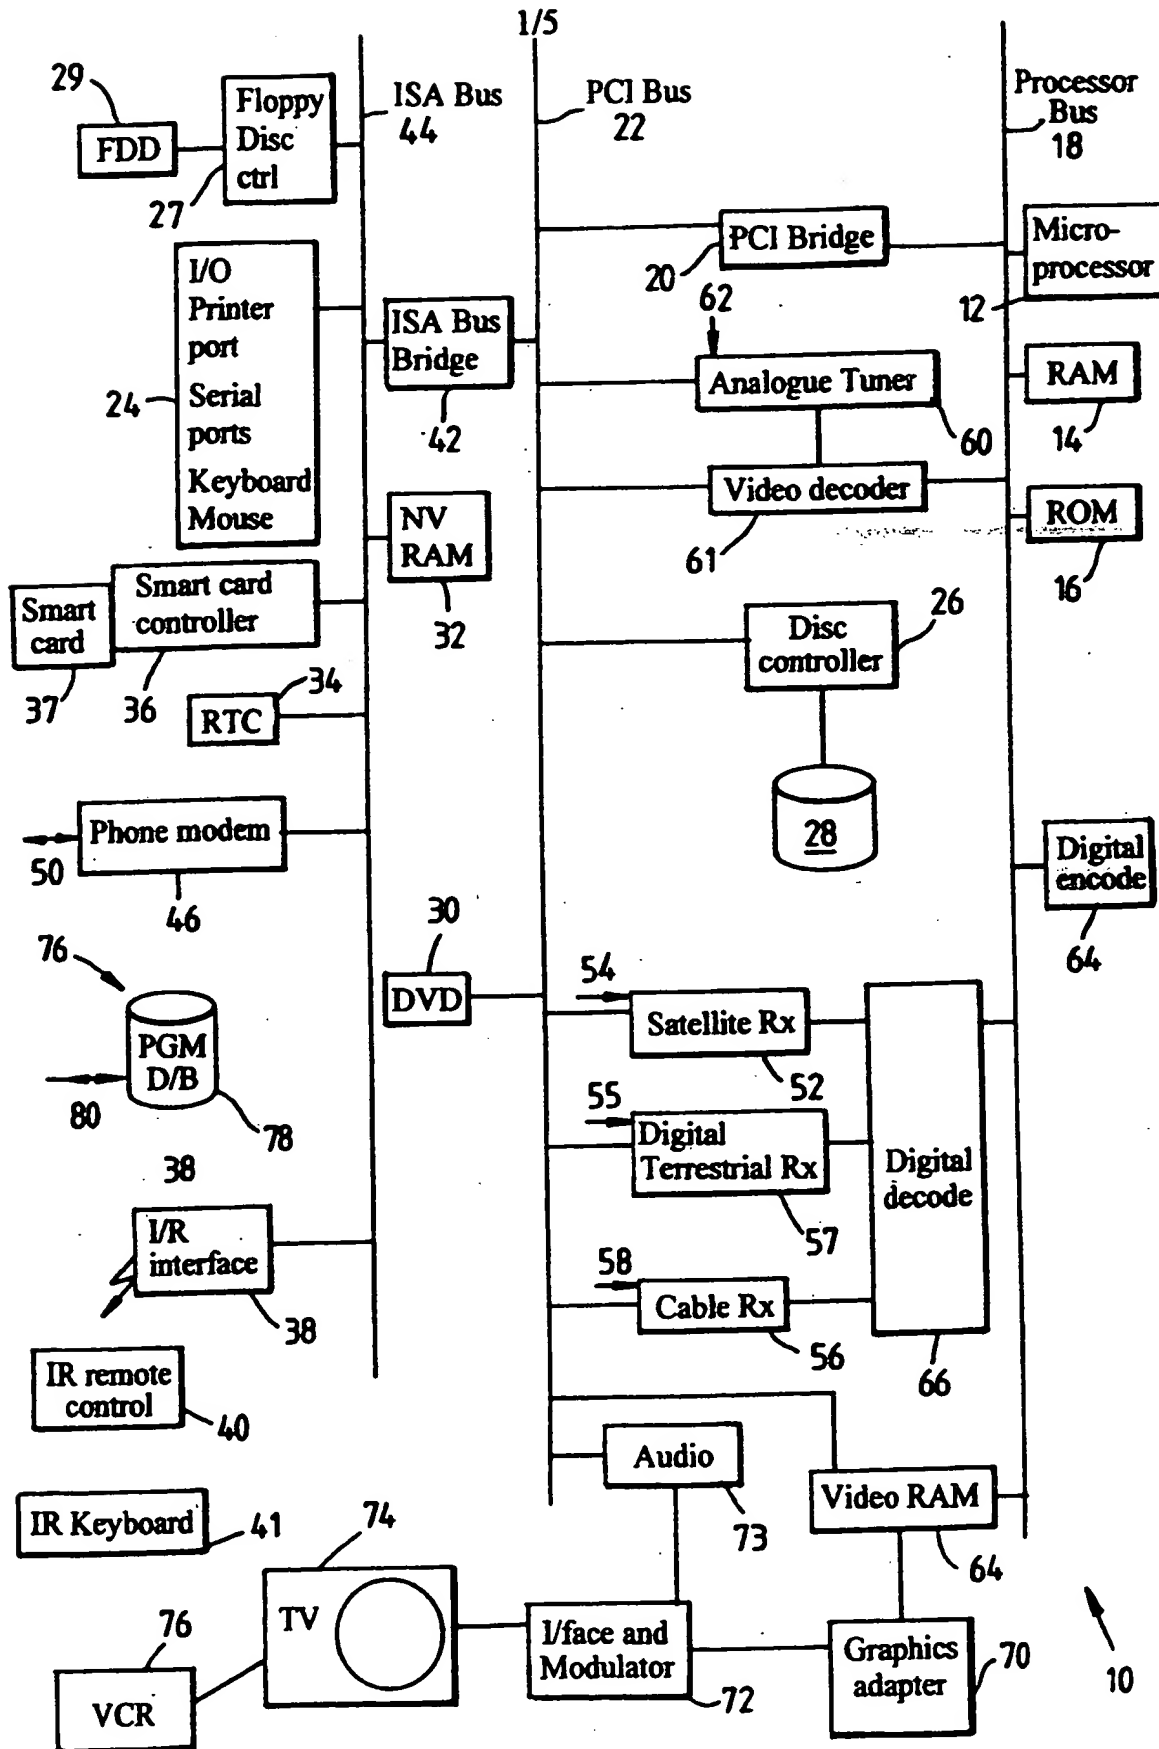 1/5
29
FDD
Floppy
Disc
ctrl
27
ISA Bus
44
PCI Bus
22
Processor
Bus
18
I/O
Printer
port
Serial
ports
Keyboard
Mouse
24
ISA Bus
Bridge
42
PCI Bridge
20
Micro-
processor
12
62
Analogue Tuner
60
RAM
14
Video decoder
61
ROM
16
NV
RAM
32
Smart
card
37
Smart card
controller
36
Disc
controller
26
34
RTC
28
Phone modem
50
46
Digital
encode
64
30
DVD
76
PGM
D/B
80
78
54
Satellite Rx
52
55
Digital
Terrestrial Rx
57
Digital
decode
66
58
Cable Rx
56
38
I/R
interface
38
IR remote
control
40
IR Keyboard
41
Audio
73
Video RAM
64
74
TV
76
VCR
I/face and
Modulator
72
Graphics
adapter
70
10